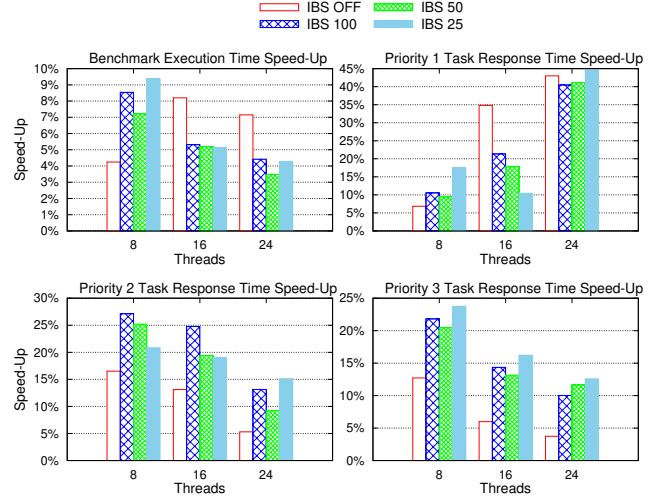 IBS OFF
IBS 50
IBS 100
IBS 25
Benchmark Execution Time Speed-Up
10%
9%
8%
7%
6%
5%
4%
3%
2%
1%
0%
Speed-Up
8 16 24
Threads
Priority 1 Task Response Time Speed-Up
45%
40%
35%
30%
25%
20%
15%
10%
5%
0%
8 16 24
Threads
Priority 2 Task Response Time Speed-Up
30%
25%
20%
15%
10%
5%
0%
Speed-Up
8 16 24
Threads
Priority 3 Task Response Time Speed-Up
25%
20%
15%
10%
5%
0%
8 16 24
Threads